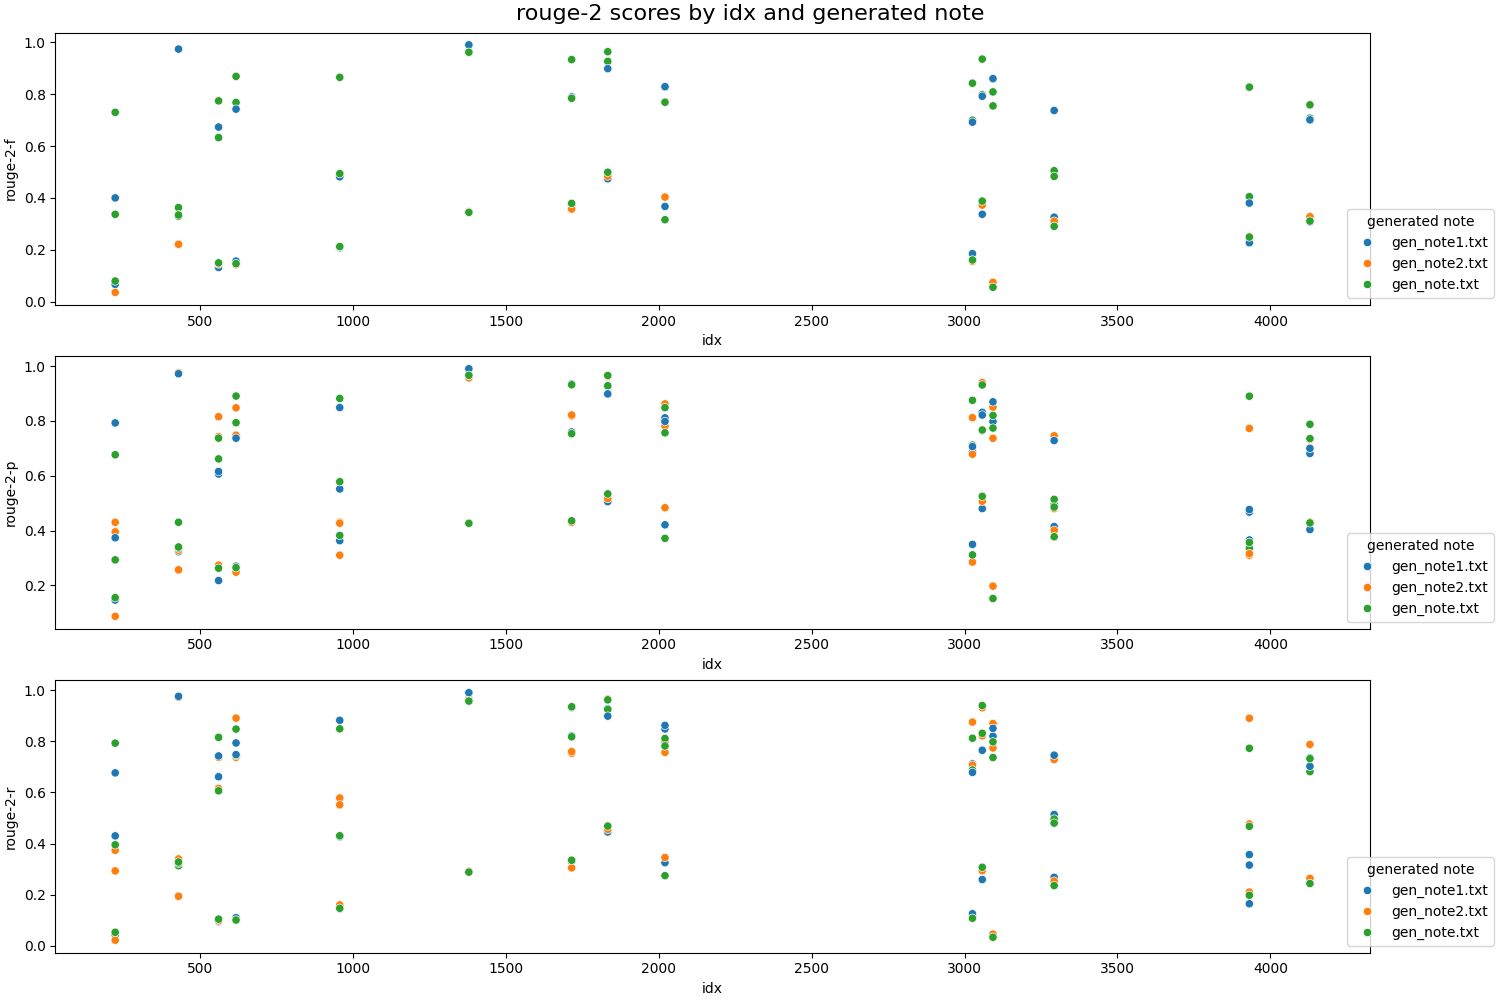 rouge-2 scores by idx and generated note
1.0
0.8
0.6
0.4
0.2
0.0
rouge-2-f
500 1000 1500 2000 2500 3000 3500 4000
idx
generated note
gen_note1.txt
gen_note2.txt
gen_note.txt
1.0
0.8
0.6
0.4
0.2
rouge-2-p
500 1000 1500 2000 2500 3000 3500 4000
idx
generated note
gen_note1.txt
gen_note2.txt
gen_note.txt
1.0
0.8
0.6
0.4
0.2
0.0
rouge-2-r
500 1000 1500 2000 2500 3000 3500 4000
idx
generated note
gen_note1.txt
gen_note2.txt
gen_note.txt